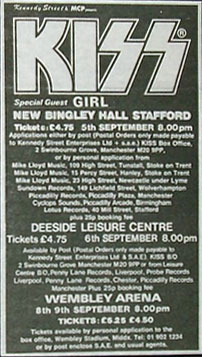 Kennedy Street & MCP present
KISS®
Special Guest GIRL
NEW BINGLEY HALL STAFFORD
Tickets: £4.75 5th SEPTEMBER 8.00pm
Applications either by post (Postal Orders only made payable
to Kennedy Street Enterprises Ltd + s.a.e.) KISS Box Office,
2 Swinbourne Grove, Manchester M20 9PP,
or by personal application from
Mike Lloyd Music, 109 High Street, Tunstall, Stoke on Trent
Mike Lloyd Music, 15 Percy Street, Hanley, Stoke on Trent
Mike Lloyd Music, 23 High Street, Newcastle under Lyme
Sundown Records, 149 Lichfield Street, Wolverhampton
Piccadilly Records, Piccadilly Plaza, Manchester
Cyclops Sounds, Piccadilly Arcade, Birmingham
Lotus Records, 40 Mill Street, Stafford
plus 25p booking fee
DEESIDE LEISURE CENTRE
Tickets £4.75 6th SEPTEMBER 8.00 pm
Available by Post (Postal Orders only made payable to
Kennedy Street Enterprises Ltd & S.A.E.) KISS B/O
2 Swinbourne Grove Manchester M20 9PP or from Leisure
Centre B/O, Penny Lane Records, Liverpool, Probe Records
Liverpool, Penny Lane Records, Chester, Piccadilly Records
Manchester Plus 25p booking fee
WEMBLEY ARENA
8th 9th SEPTEMBER 8.00pm
TICKETS: £5.25 £4.50
Tickets available by personal application to the
box office, Wembley Stadium, Middx. Tel: 01 902 1234
or by post enclose S.A.E. and usual agents.